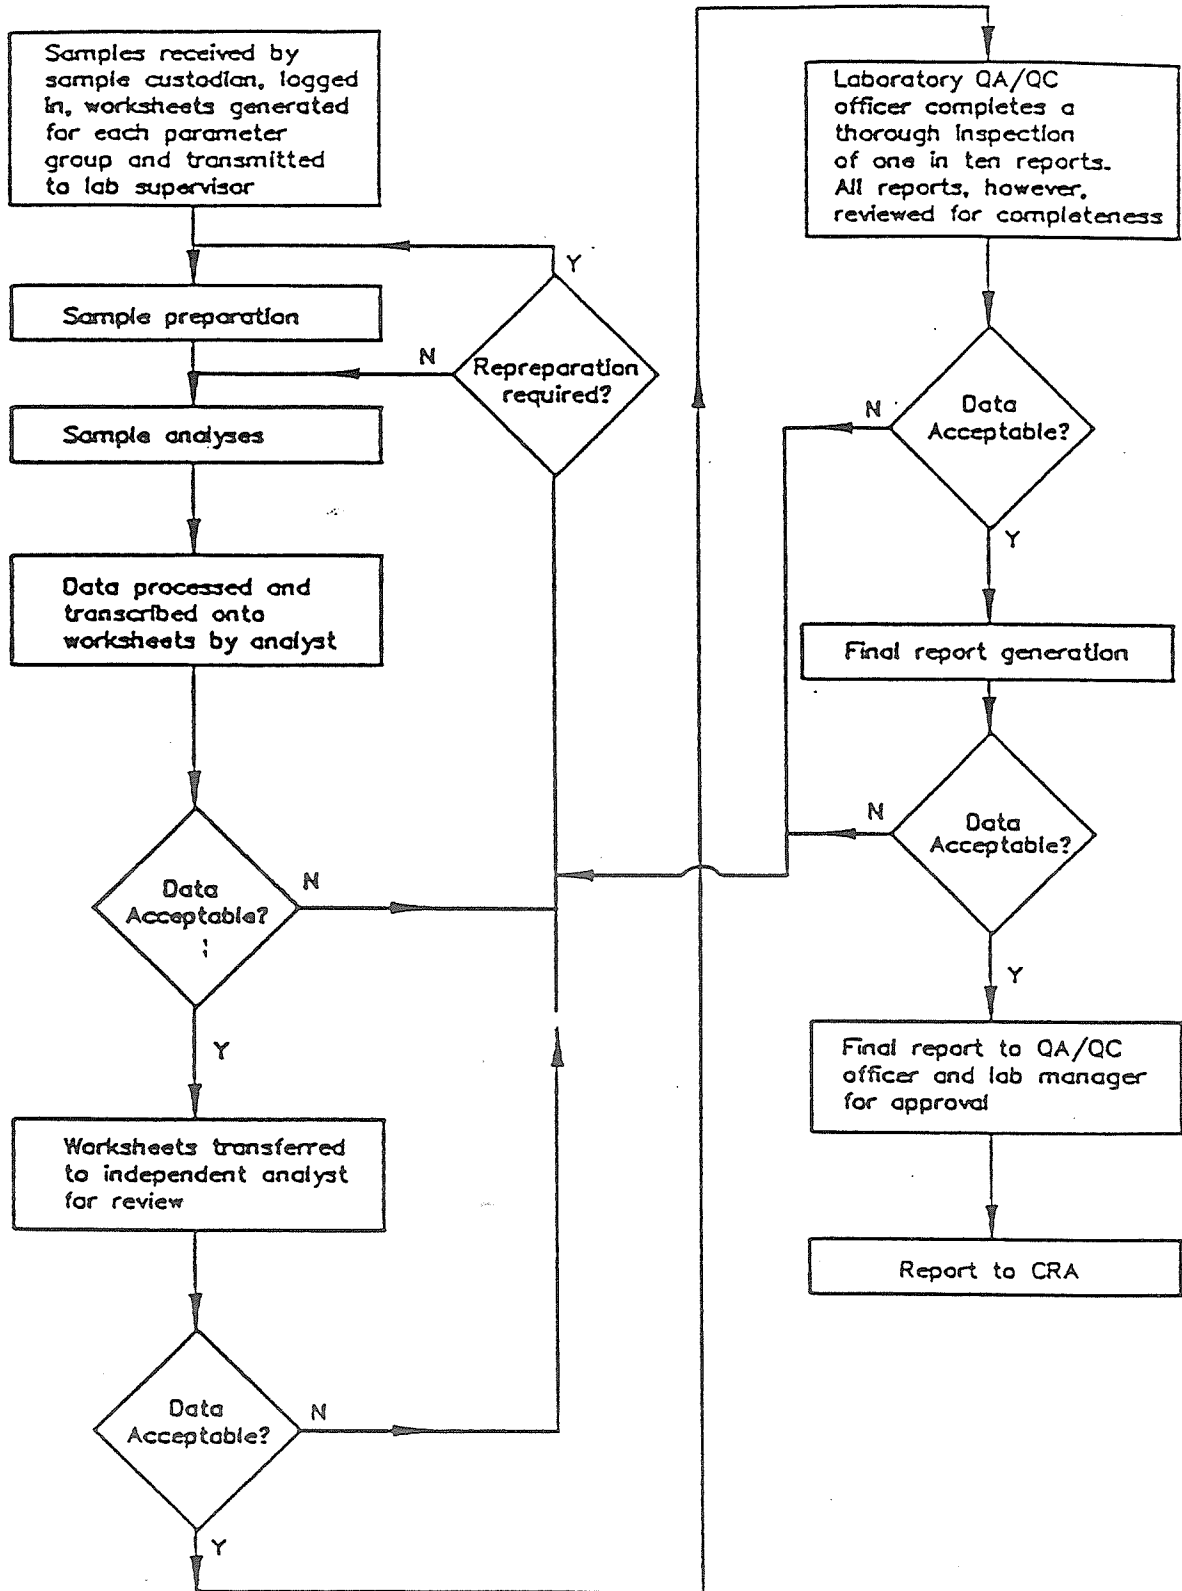 Samples received by
sample custodian, logged
in, worksheets generated
for each parameter
group and transmitted
to lab supervisor
Sample preparation
Y
N
Repreparation
required?
Sample analyses
Data processed and
transcribed onto
worksheets by analyst
Data
Acceptable?
N
Y
Worksheets transferred
to independent analyst
for review
Data
Acceptable?
N
Y
Laboratory QA/QC
officer completes a
thorough inspection
of one in ten reports.
All reports, however,
reviewed for completeness
Data
Acceptable?
N
Y
Final report generation
Data
Acceptable?
N
Y
Final report to QA/QC
officer and lab manager
for approval
Report to CRA